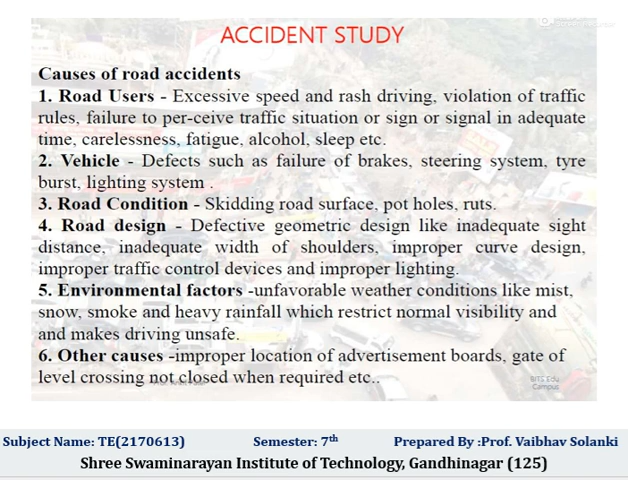 ACCIDENT STUDY
Causes of road accidents
1. Road Users - Excessive speed and rash driving, violation of traffic
rules, failure to per-ceive traffic situation or sign or signal in adequate
time, carelessness, fatigue, alcohol, sleep etc.
2. Vehicle - Defects such as failure of brakes, steering system, tyre
burst, lighting system .
3. Road Condition - Skidding road surface, pot holes, ruts.
4. Road design - Defective geometric design like inadequate sight
distance, inadequate width of shoulders, improper curve design,
improper traffic control devices and improper lighting.
5. Environmental factors -unfavorable weather conditions like mist,
snow, smoke and heavy rainfall which restrict normal visibility and
and makes driving unsafe.
6. Other causes -improper location of advertisement boards, gate of
level crossing not closed when required etc..
BITS Edu
Campus
Subject Name: TE(2170613) Semester: 7th Prepared By :Prof. Vaibhav Solanki
Shree Swaminarayan Institute of Technology, Gandhinagar (125)